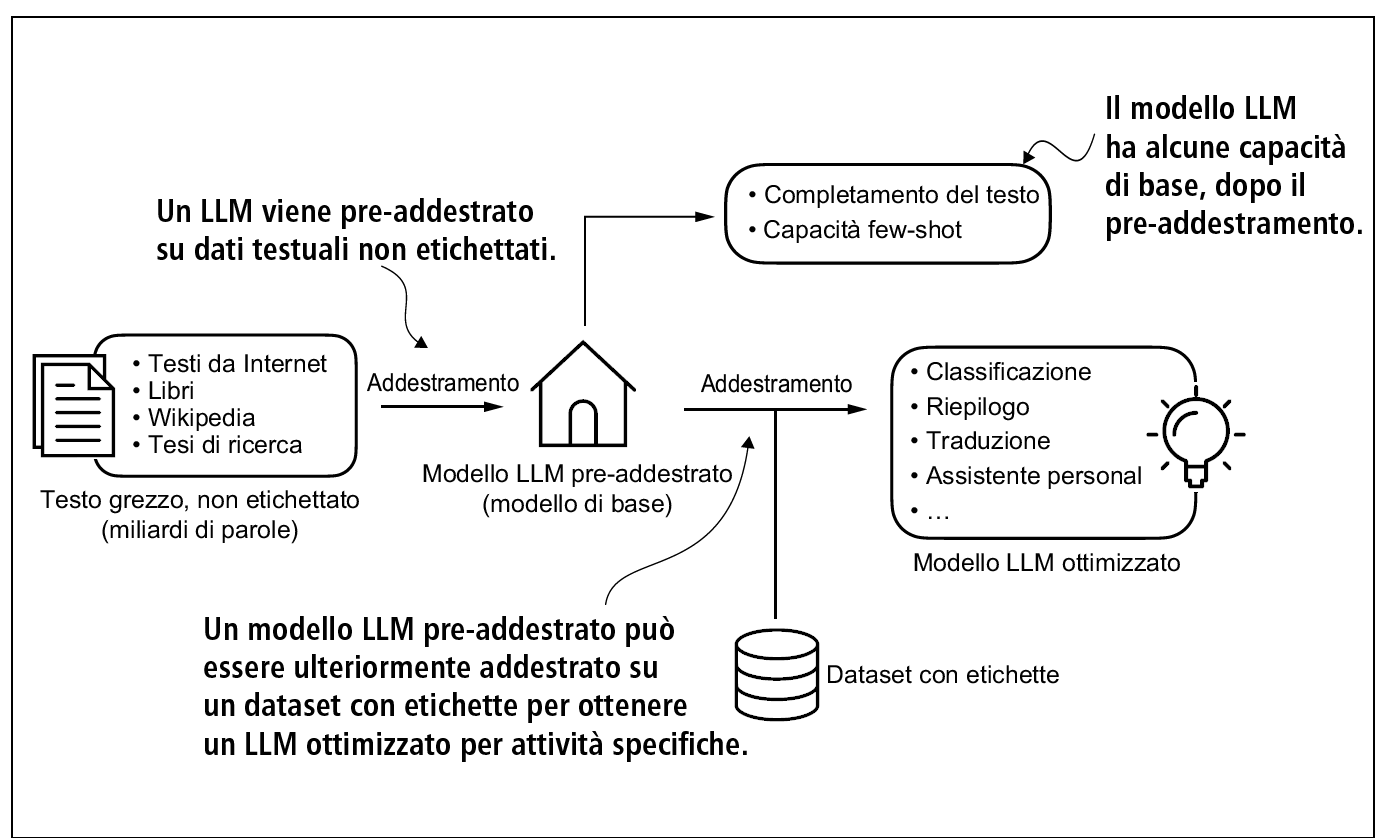 Il modello LLM
ha alcune capacità
di base, dopo il
pre-addestramento.
• Completamento del testo
• Capacità few-shot
Un LLM viene pre-addestrato
su dati testuali non etichettati.
• Testi da Internet
• Libri
• Wikipedia
• Tesi di ricerca
Testo grezzo, non etichettato
(miliardi di parole)
Addestramento
Modello LLM pre-addestrato
(modello di base)
Addestramento
• Classificazione
• Riepilogo
• Traduzione
• Assistente personal
• …
Modello LLM ottimizzato
Un modello LLM pre-addestrato può
essere ulteriormente addestrato su
un dataset con etichette per ottenere
un LLM ottimizzato per attività specifiche.
Dataset con etichette